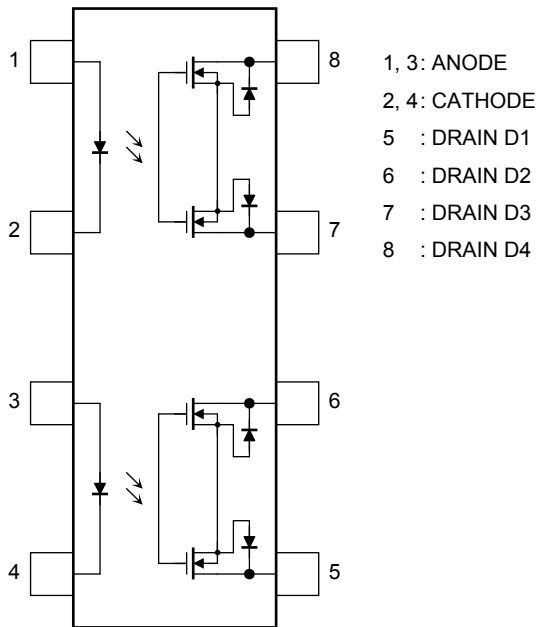 1
2
3
4
8
7
6
5
1, 3: ANODE
2, 4: CATHODE
5 : DRAIN D1
6 : DRAIN D2
7 : DRAIN D3
8 : DRAIN D4